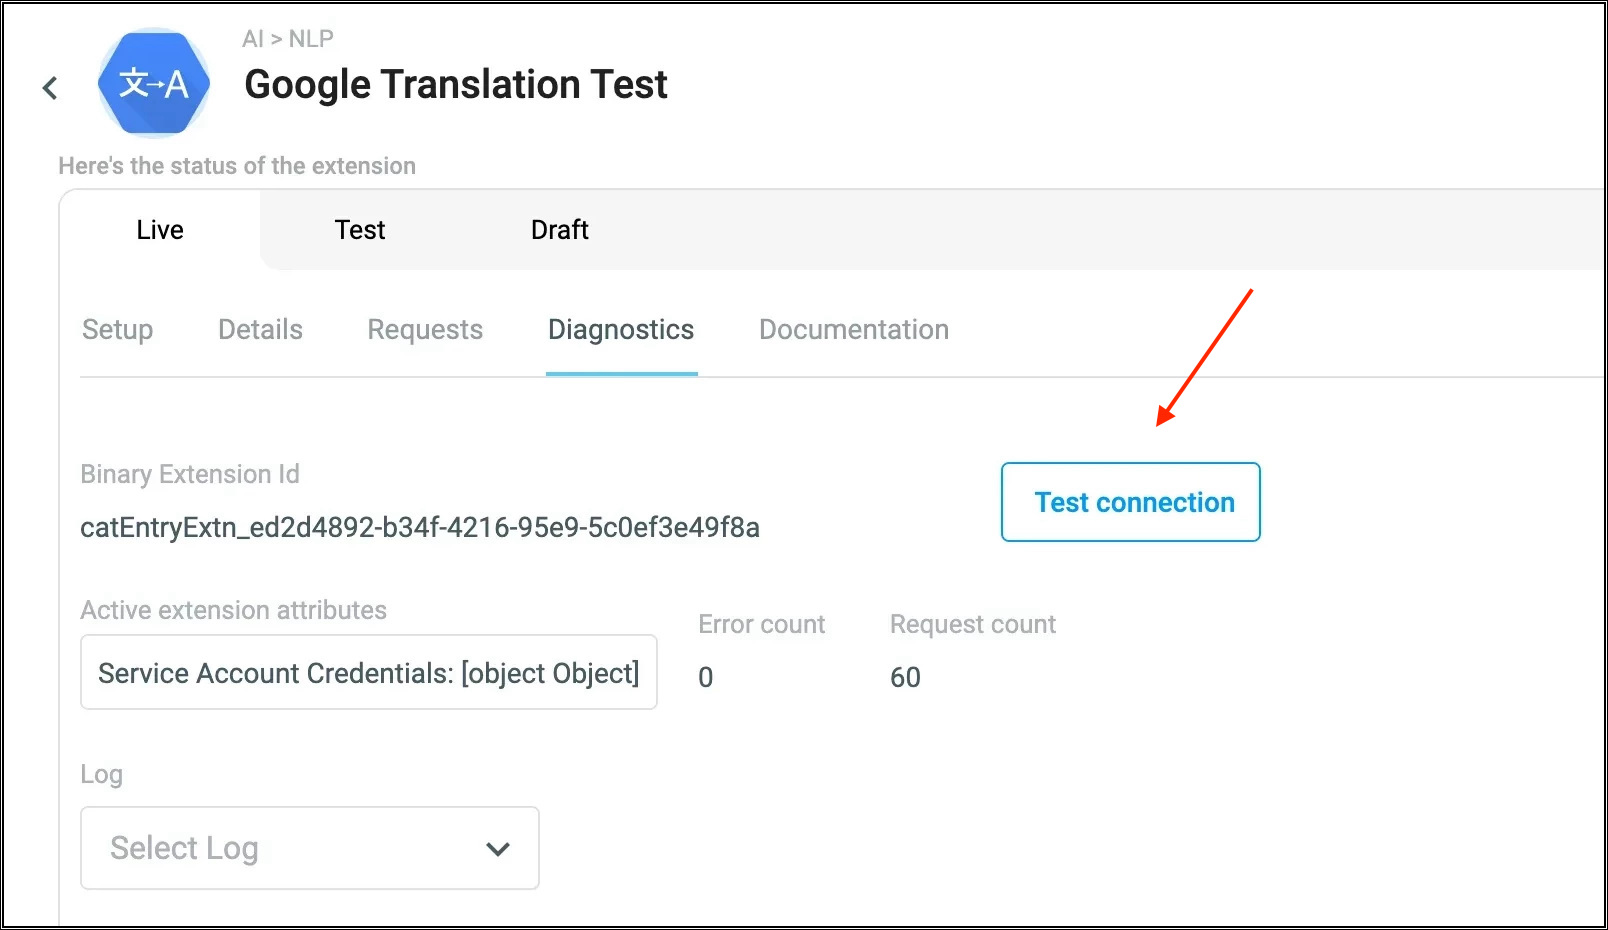 AI > NLP
文→A
Google Translation Test
Here's the status of the extension
Live Test Draft
Setup Details Requests Diagnostics Documentation
Binary Extension Id
catEntryExtn_ed2d4892-b34f-4216-95e9-5c0ef3e49f8a
Test connection
Active extension attributes
Service Account Credentials: [object Object]
Error count
0
Request count
60
Log
Select Log